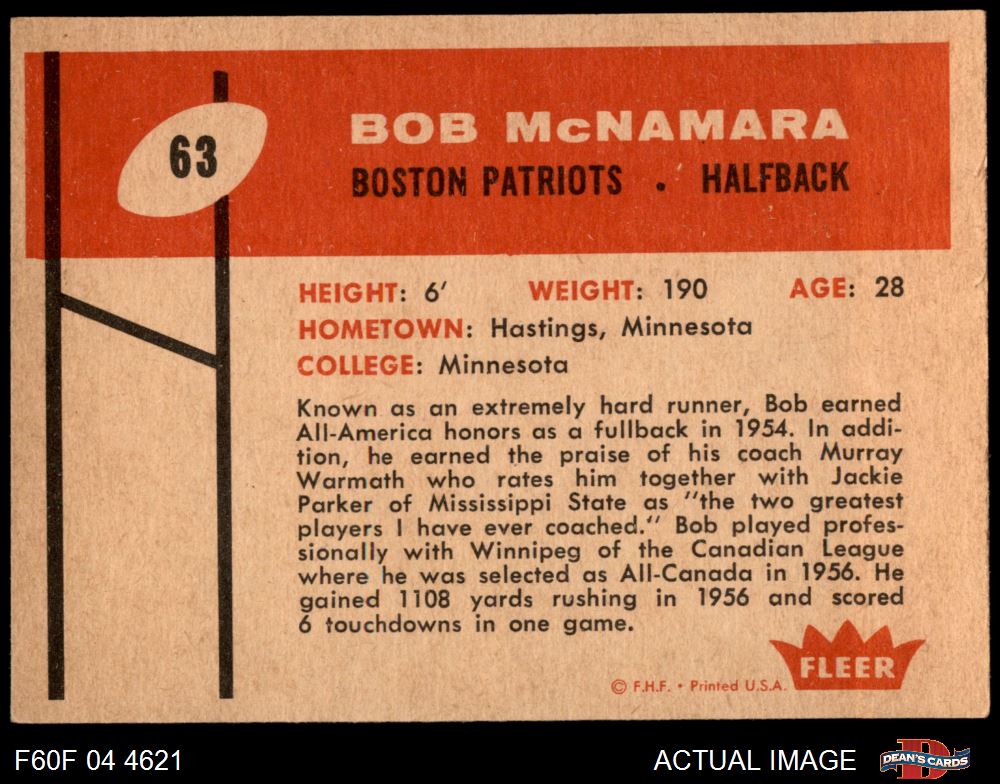 63
BOB McNAMARA
BOSTON PATRIOTS . HALFBACK
HEIGHT: 6′ WEIGHT: 190 AGE: 28
HOMETOWN: Hastings, Minnesota
COLLEGE: Minnesota
Known as an extremely hard runner, Bob earned
All-America honors as a fullback in 1954. In addi-
tion, he earned the praise of his coach Murray
Warmath who rates him together with Jackie
Parker of Mississippi State as "the two greatest
players I have ever coached." Bob played profes-
sionally with Winnipeg of the Canadian League
where he was selected as All-Canada in 1956. He
gained 1108 yards rushing in 1956 and scored
6 touchdowns in one game.
FLEER
© F.H.F. • Printed U.S.A.
F60F 04 4621
ACTUAL IMAGE
D
DEAN'S CARDS